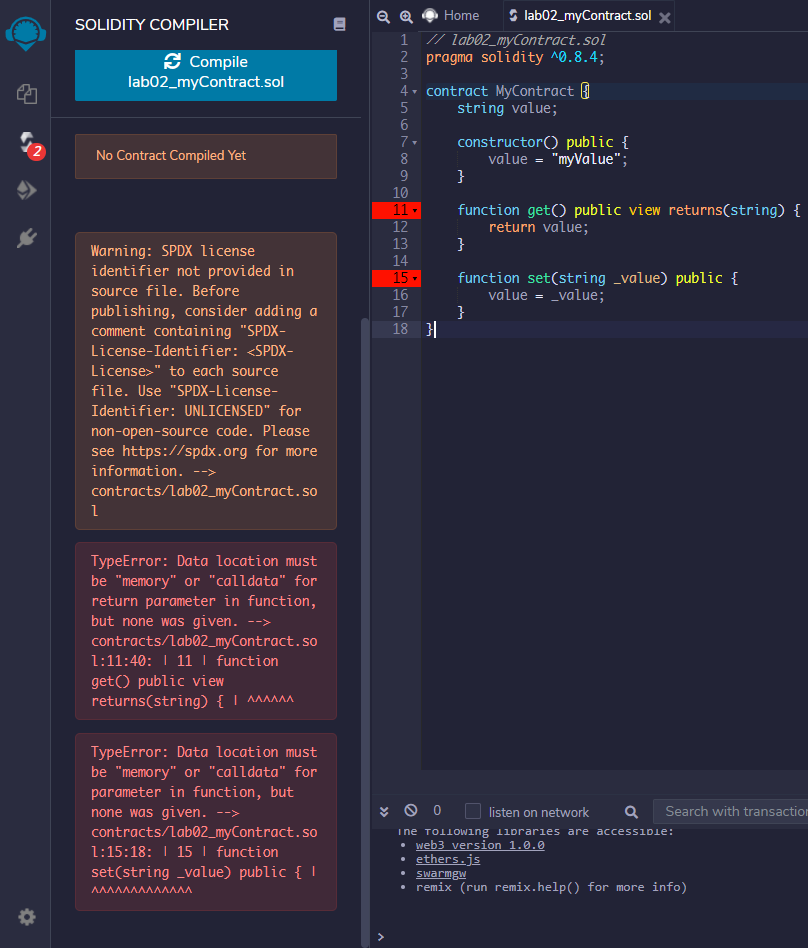 SOLIDITY COMPILER
Compile
lab02_myContract.sol
2
No Contract Compiled Yet
Warning: SPDX license
identifier not provided in
source file. Before
publishing, consider adding a
comment containing "SPDX-
License-Identifier: <SPDX-
License>" to each source
file. Use "SPDX-License-
Identifier: UNLICENSED" for
non-open-source code. Please
see https://spdx.org for more
information. -->
contracts/lab02_myContract.so
l
TypeError: Data location must
be "memory" or "calldata" for
return parameter in function,
but none was given. -->
contracts/lab02_myContract.so
l:11:40: | 11 | function
get() public view
returns(string) { | ^^^^^^
TypeError: Data location must
be "memory" or "calldata" for
parameter in function, but
none was given. -->
contracts/lab02_myContract.so
l:15:18: | 15 | function
set(string _value) public { |
^^^^^^^^^^^^^
Home
lab02_myContract.sol
1 // lab02_myContract.sol
2 pragma solidity ^0.8.4;
3
4 contract MyContract {
5     string value;
6
7     constructor() public {
8         value = "myValue";
9     }
10
11     function get() public view returns(string) {
12         return value;
13     }
14
15     function set(string _value) public {
16         value = _value;
17     }
18 }
0
listen on network
Search with transaction
The following libraries are accessible:
• web3 version 1.0.0
• ethers.js
• swarmgw
• remix (run remix.help() for more info)
>